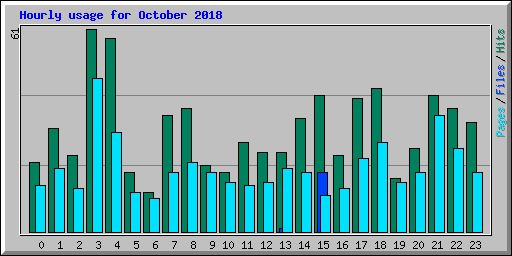 Hourly usage for October 2018
61
Pages / Files / Hits
0 1 2 3 4 5 6 7 8 9 10 11 12 13 14 15 16 17 18 19 20 21 22 23